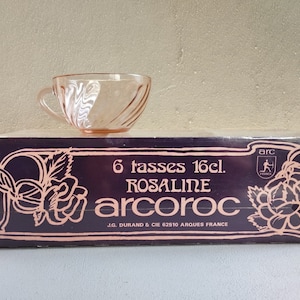 arc
6 tasses 16cl.
ROSALINE
arcoroc
J.G. DURAND & CIE 62510 ARQUES FRANCE